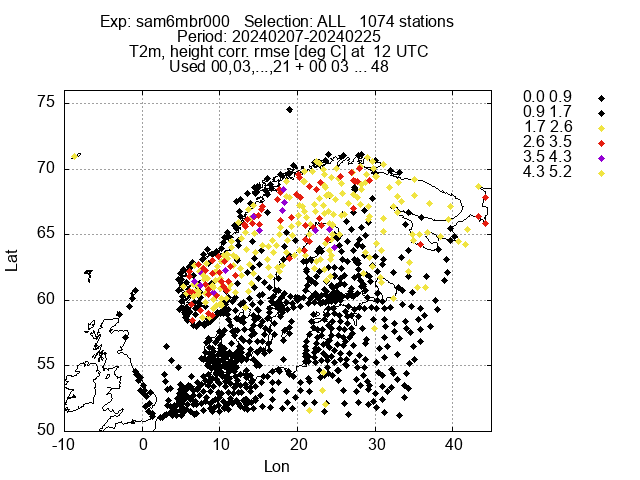 Exp: sam6mbr000   Selection: ALL   1074 stations
Period: 20240207-20240225
T2m, height corr. rmse [deg C] at  12 UTC
Used 00,03,...,21 + 00 03 ... 48
75
70
65
60
55
50
Lat
-10 0 10 20 30 40
Lon
0.0 0.9
0.9 1.7
1.7 2.6
2.6 3.5
3.5 4.3
4.3 5.2